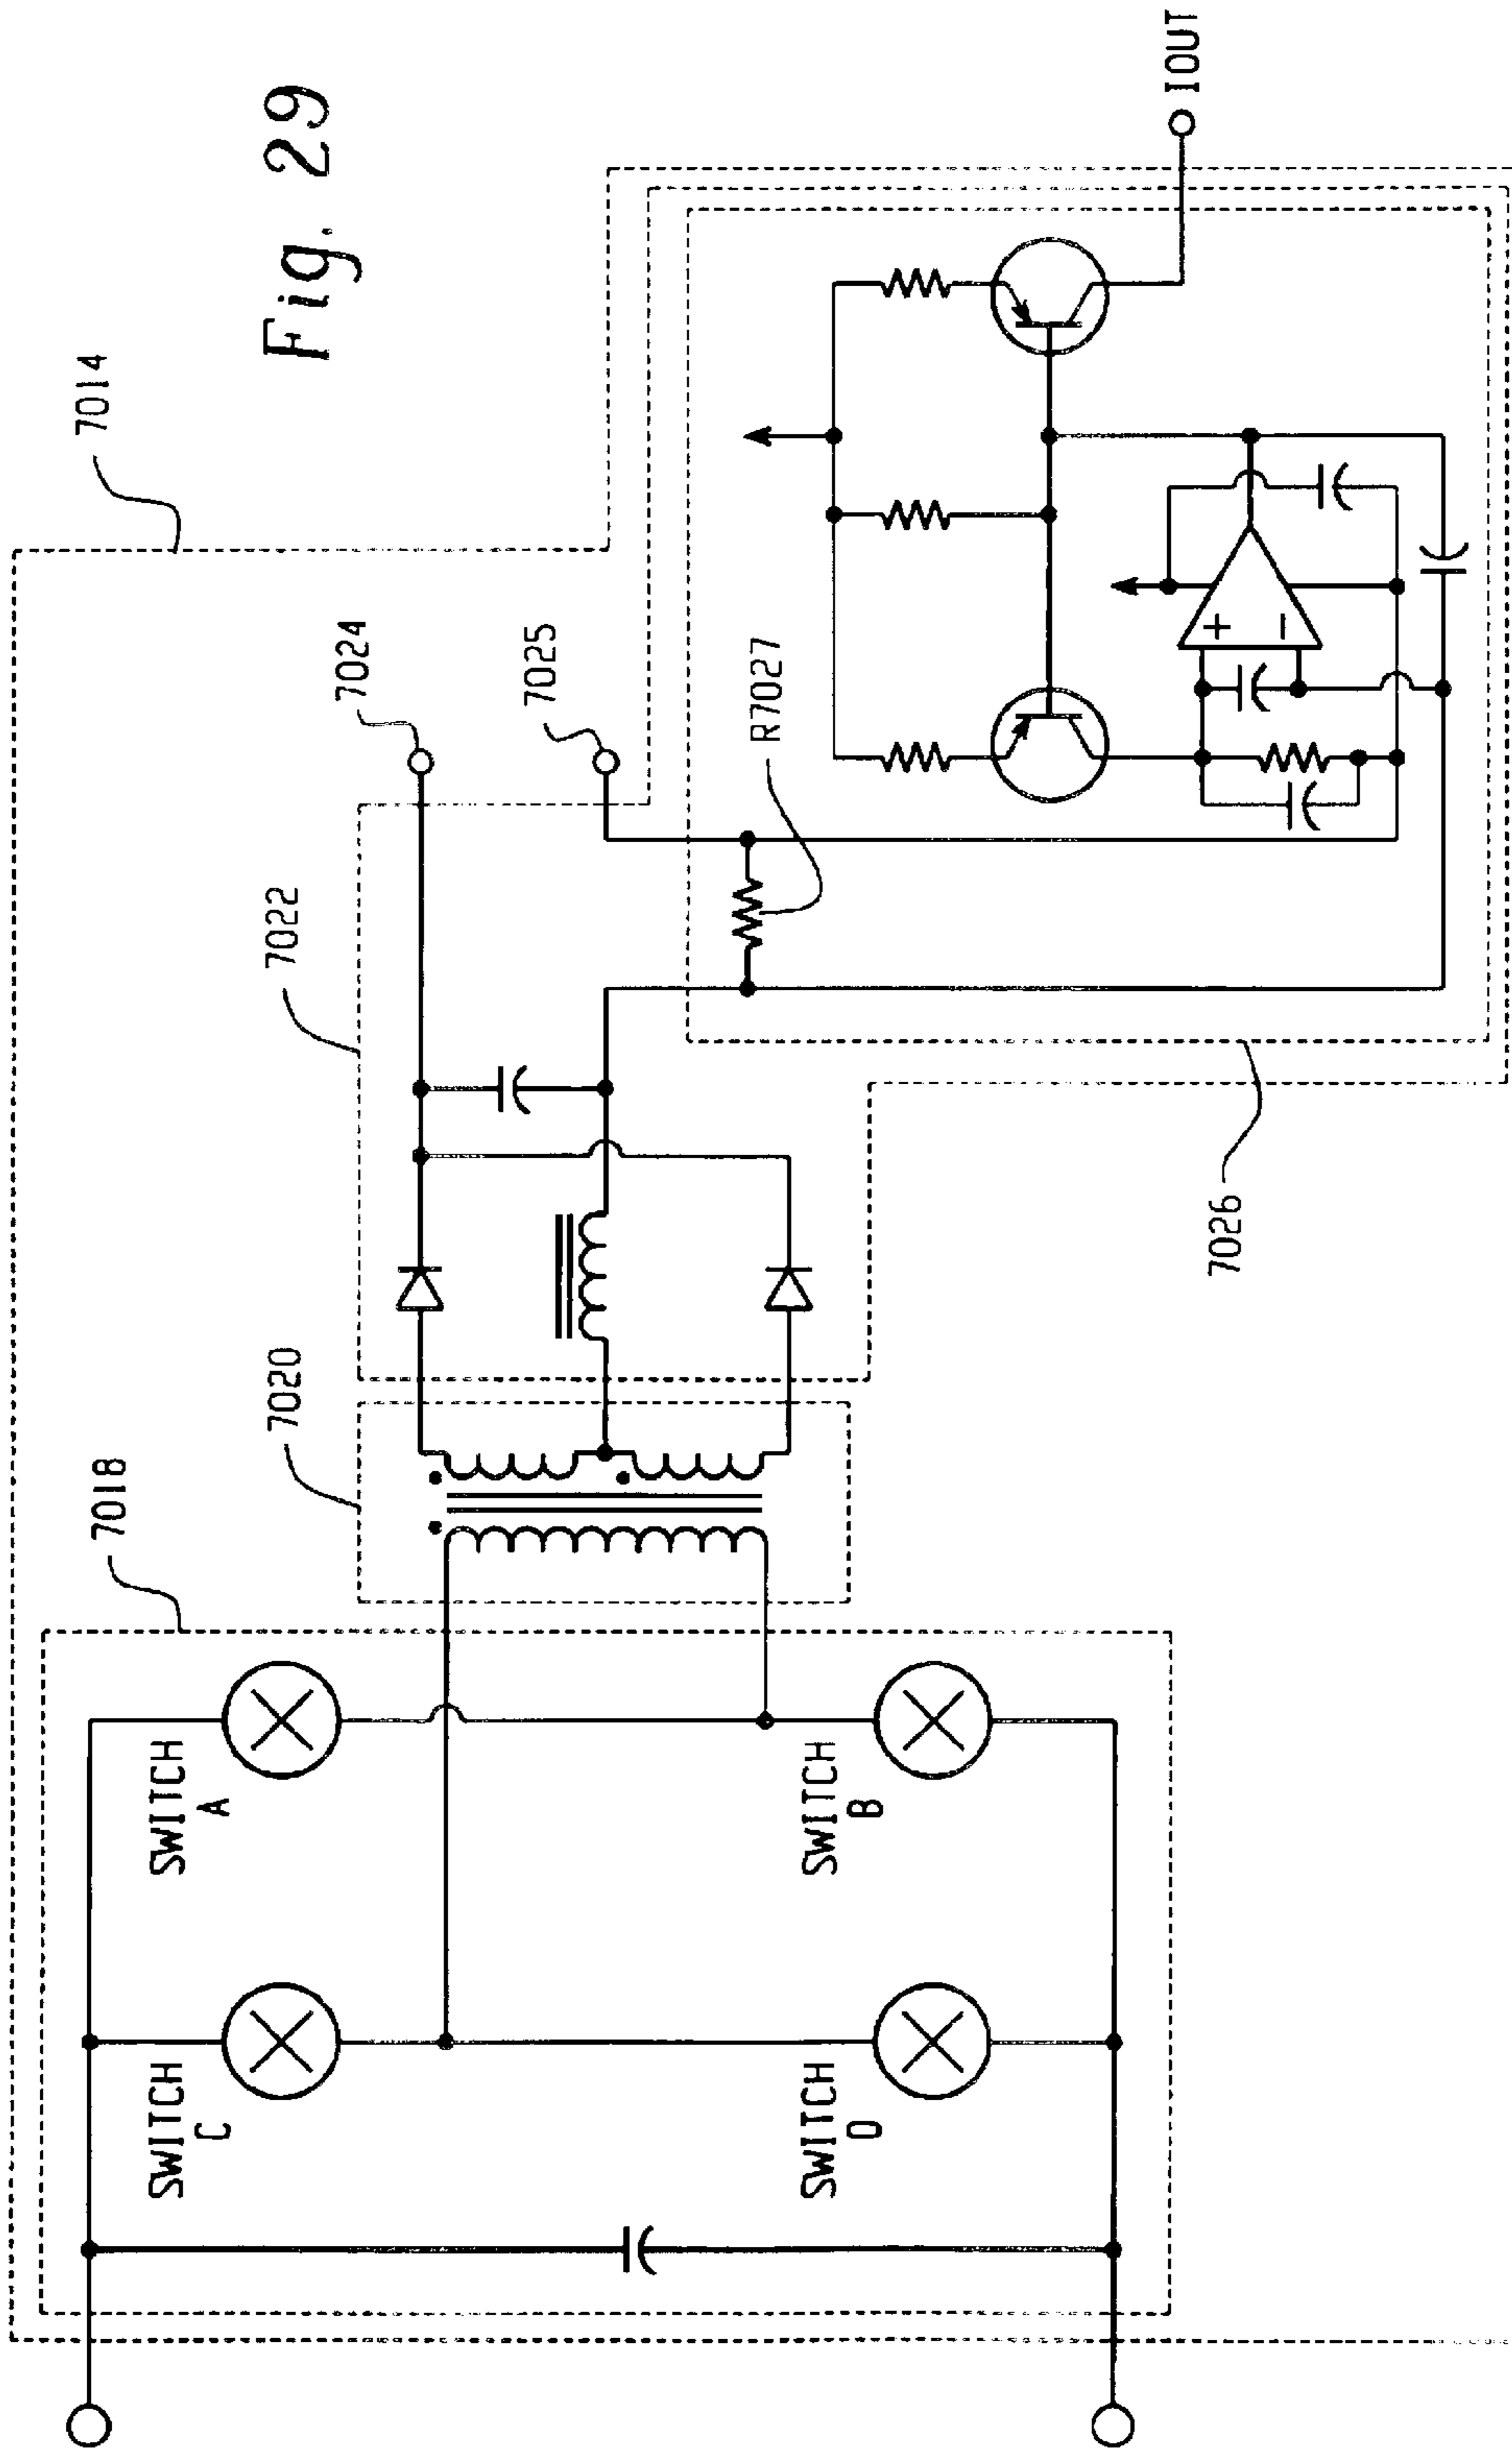 Fig. 29
7014
7018
7020
7022
7024
7025
R7027
7026
SWITCH
A
SWITCH
B
SWITCH
C
SWITCH
D
+
−
IOUT